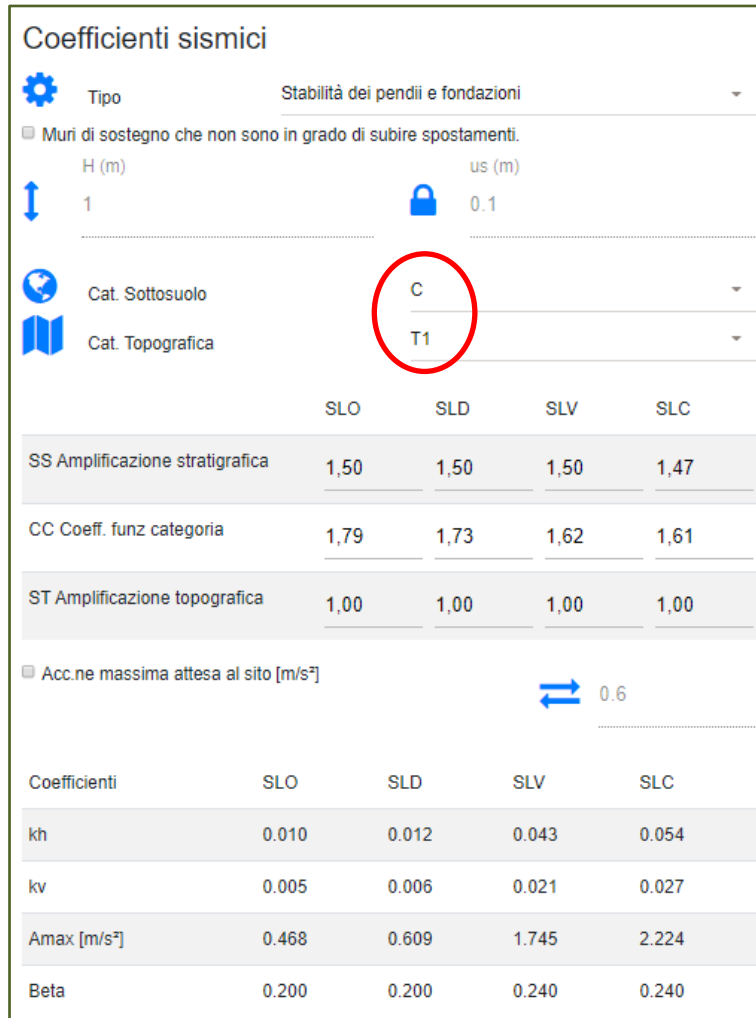 Coefficienti sismici
Tipo Stabilità dei pendii e fondazioni
Muri di sostegno che non sono in grado di subire spostamenti.
H (m) us (m)
1 0.1
Cat. Sottosuolo C
Cat. Topografica T1
SLO SLD SLV SLC
SS Amplificazione stratigrafica 1,50 1,50 1,50 1,47
CC Coeff. funz categoria 1,79 1,73 1,62 1,61
ST Amplificazione topografica 1,00 1,00 1,00 1,00
Acc.ne massima attesa al sito [m/s²]
0.6
Coefficienti SLO SLD SLV SLC
kh 0.010 0.012 0.043 0.054
kv 0.005 0.006 0.021 0.027
Amax [m/s²] 0.468 0.609 1.745 2.224
Beta 0.200 0.200 0.240 0.240